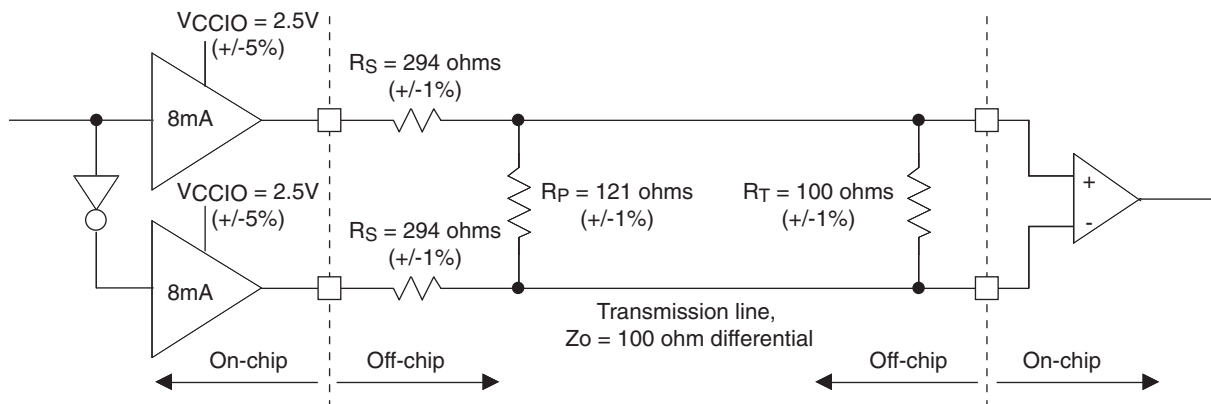 VCCIO = 2.5V
(+/-5%)
8mA
RS = 294 ohms
(+/-1%)
VCCIO = 2.5V
(+/-5%)
8mA
RS = 294 ohms
(+/-1%)
RP = 121 ohms
(+/-1%)
RT = 100 ohms
(+/-1%)
+
-
Transmission line,
Zo = 100 ohm differential
On-chip
Off-chip
Off-chip
On-chip